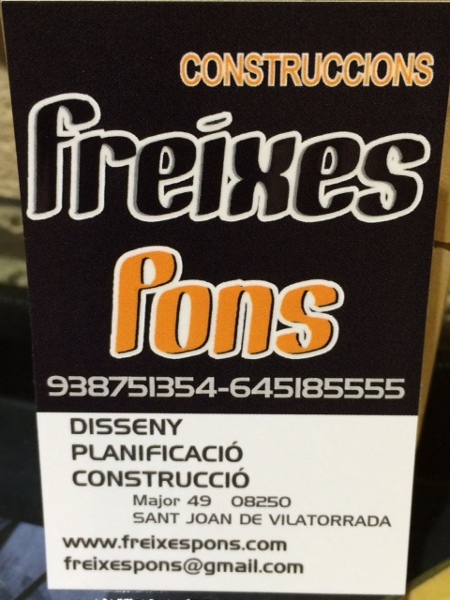 CONSTRUCCIONS
freixes
Pons
938751354-645185555
DISSENY
PLANIFICACIÓ
CONSTRUCCIÓ
Major 49 08250
SANT JOAN DE VILATORRADA
www.freixespons.com
freixespons@gmail.com